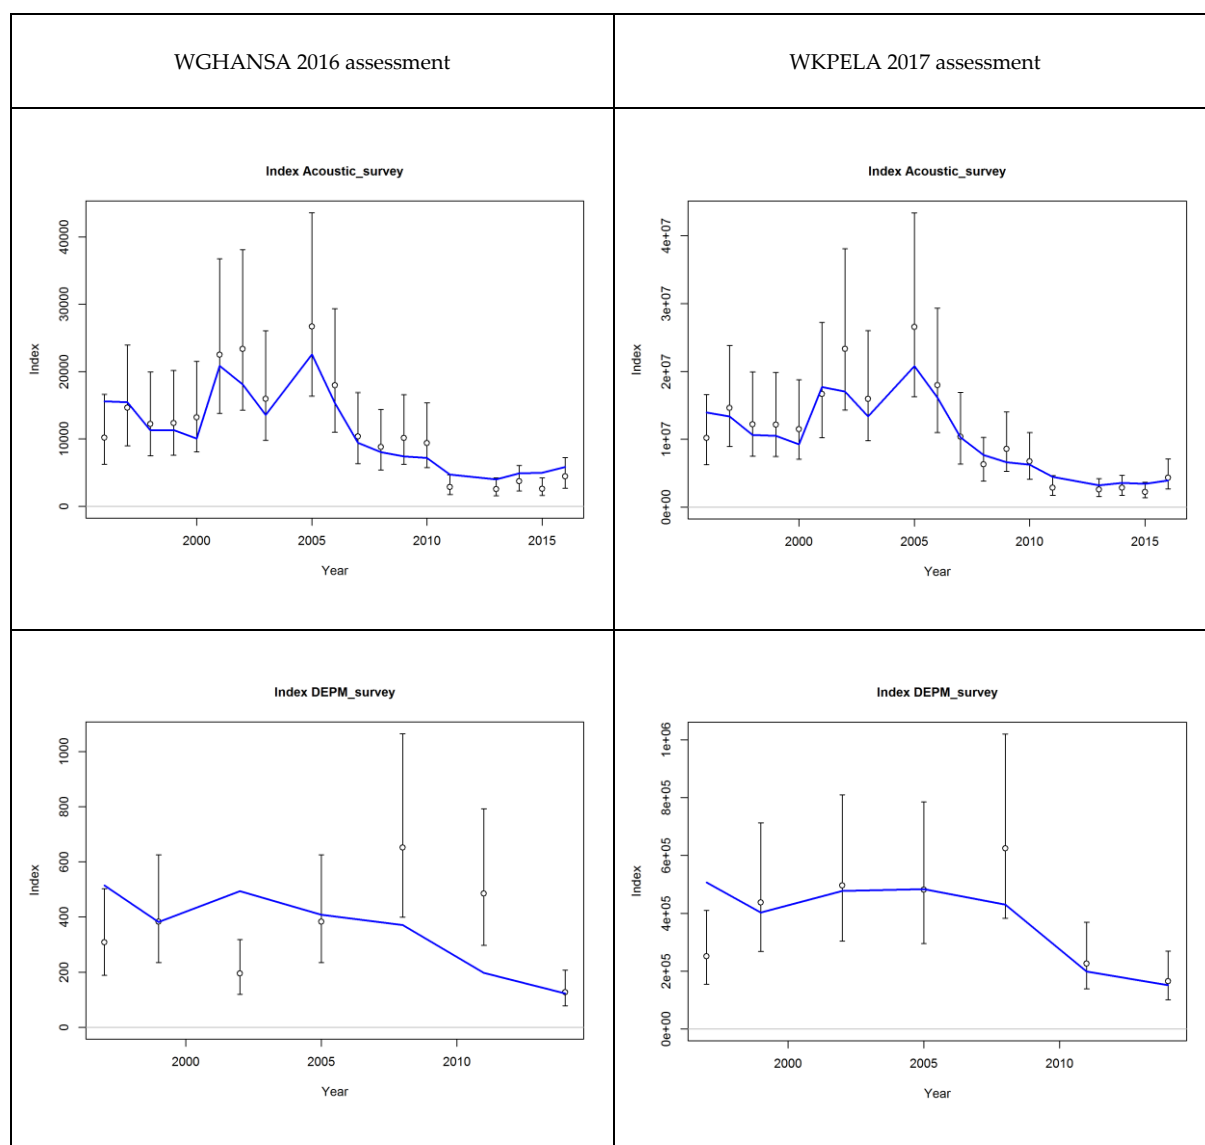 WGHANSA 2016 assessment
WKPELA 2017 assessment
Index Acoustic_survey
Index
0
10000
20000
30000
40000
2000
2005
2010
2015
Year
Index Acoustic_survey
Index
0e+00
1e+07
2e+07
3e+07
4e+07
2000
2005
2010
2015
Year
Index DEPM_survey
Index
0
200
400
600
800
1000
2000
2005
2010
Year
Index DEPM_survey
Index
0e+00
2e+05
4e+05
6e+05
8e+05
1e+06
2000
2005
2010
Year